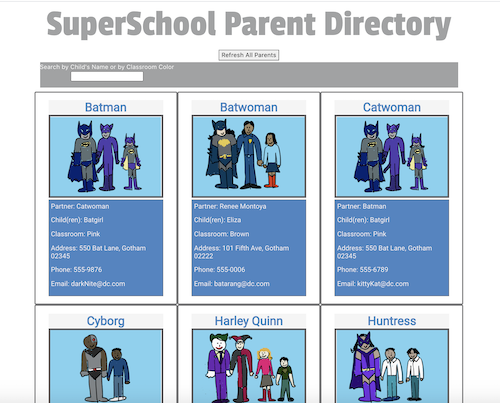 SuperSchool Parent Directory
Refresh All Parents
Search by Child's Name or by Classroom Color
Batman
Partner: Catwoman
Child(ren): Batgirl
Classroom: Pink
Address: 550 Bat Lane, Gotham
02345
Phone: 555-9876
Email: darkNite@dc.com
Batwoman
Partner: Renee Montoya
Child(ren): Eliza
Classroom: Brown
Address: 101 Fifth Ave, Gotham
02222
Phone: 555-0006
Email: batarang@dc.com
Catwoman
Partner: Batman
Child(ren): Batgirl
Classroom: Pink
Address: 550 Bat Lane, Gotham
02345
Phone: 555-6789
Email: kittyKat@dc.com
Cyborg
Harley Quinn
Huntress